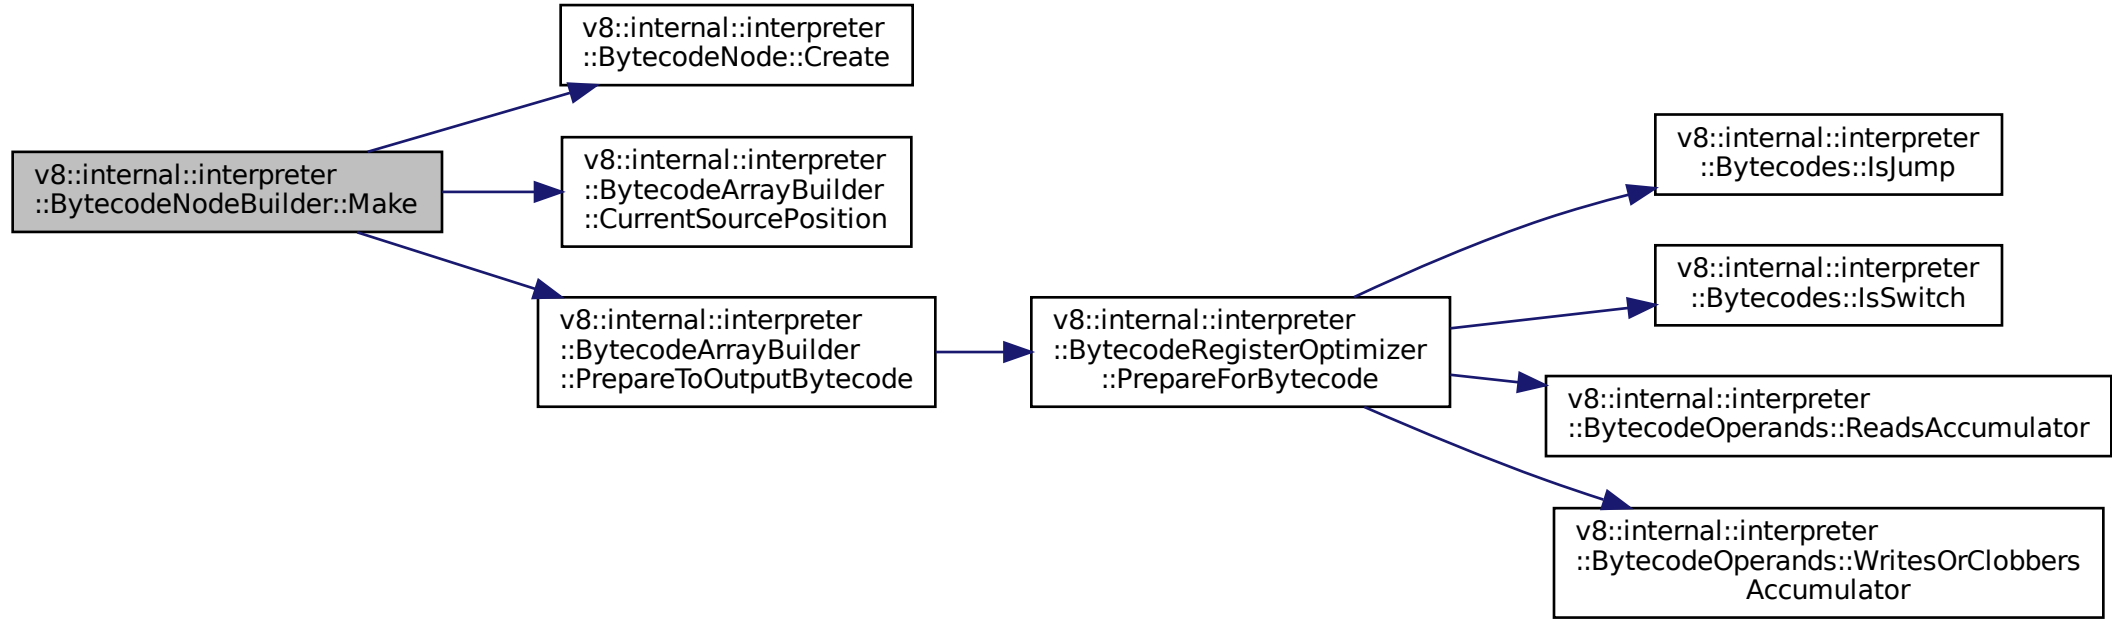 v8::internal::interpreter
::BytecodeNodeBuilder::Make
v8::internal::interpreter
::BytecodeNode::Create
v8::internal::interpreter
::BytecodeArrayBuilder
::CurrentSourcePosition
v8::internal::interpreter
::BytecodeArrayBuilder
::PrepareToOutputBytecode
v8::internal::interpreter
::BytecodeRegisterOptimizer
::PrepareForBytecode
v8::internal::interpreter
::Bytecodes::IsJump
v8::internal::interpreter
::Bytecodes::IsSwitch
v8::internal::interpreter
::BytecodeOperands::ReadsAccumulator
v8::internal::interpreter
::BytecodeOperands::WritesOrClobbers
Accumulator